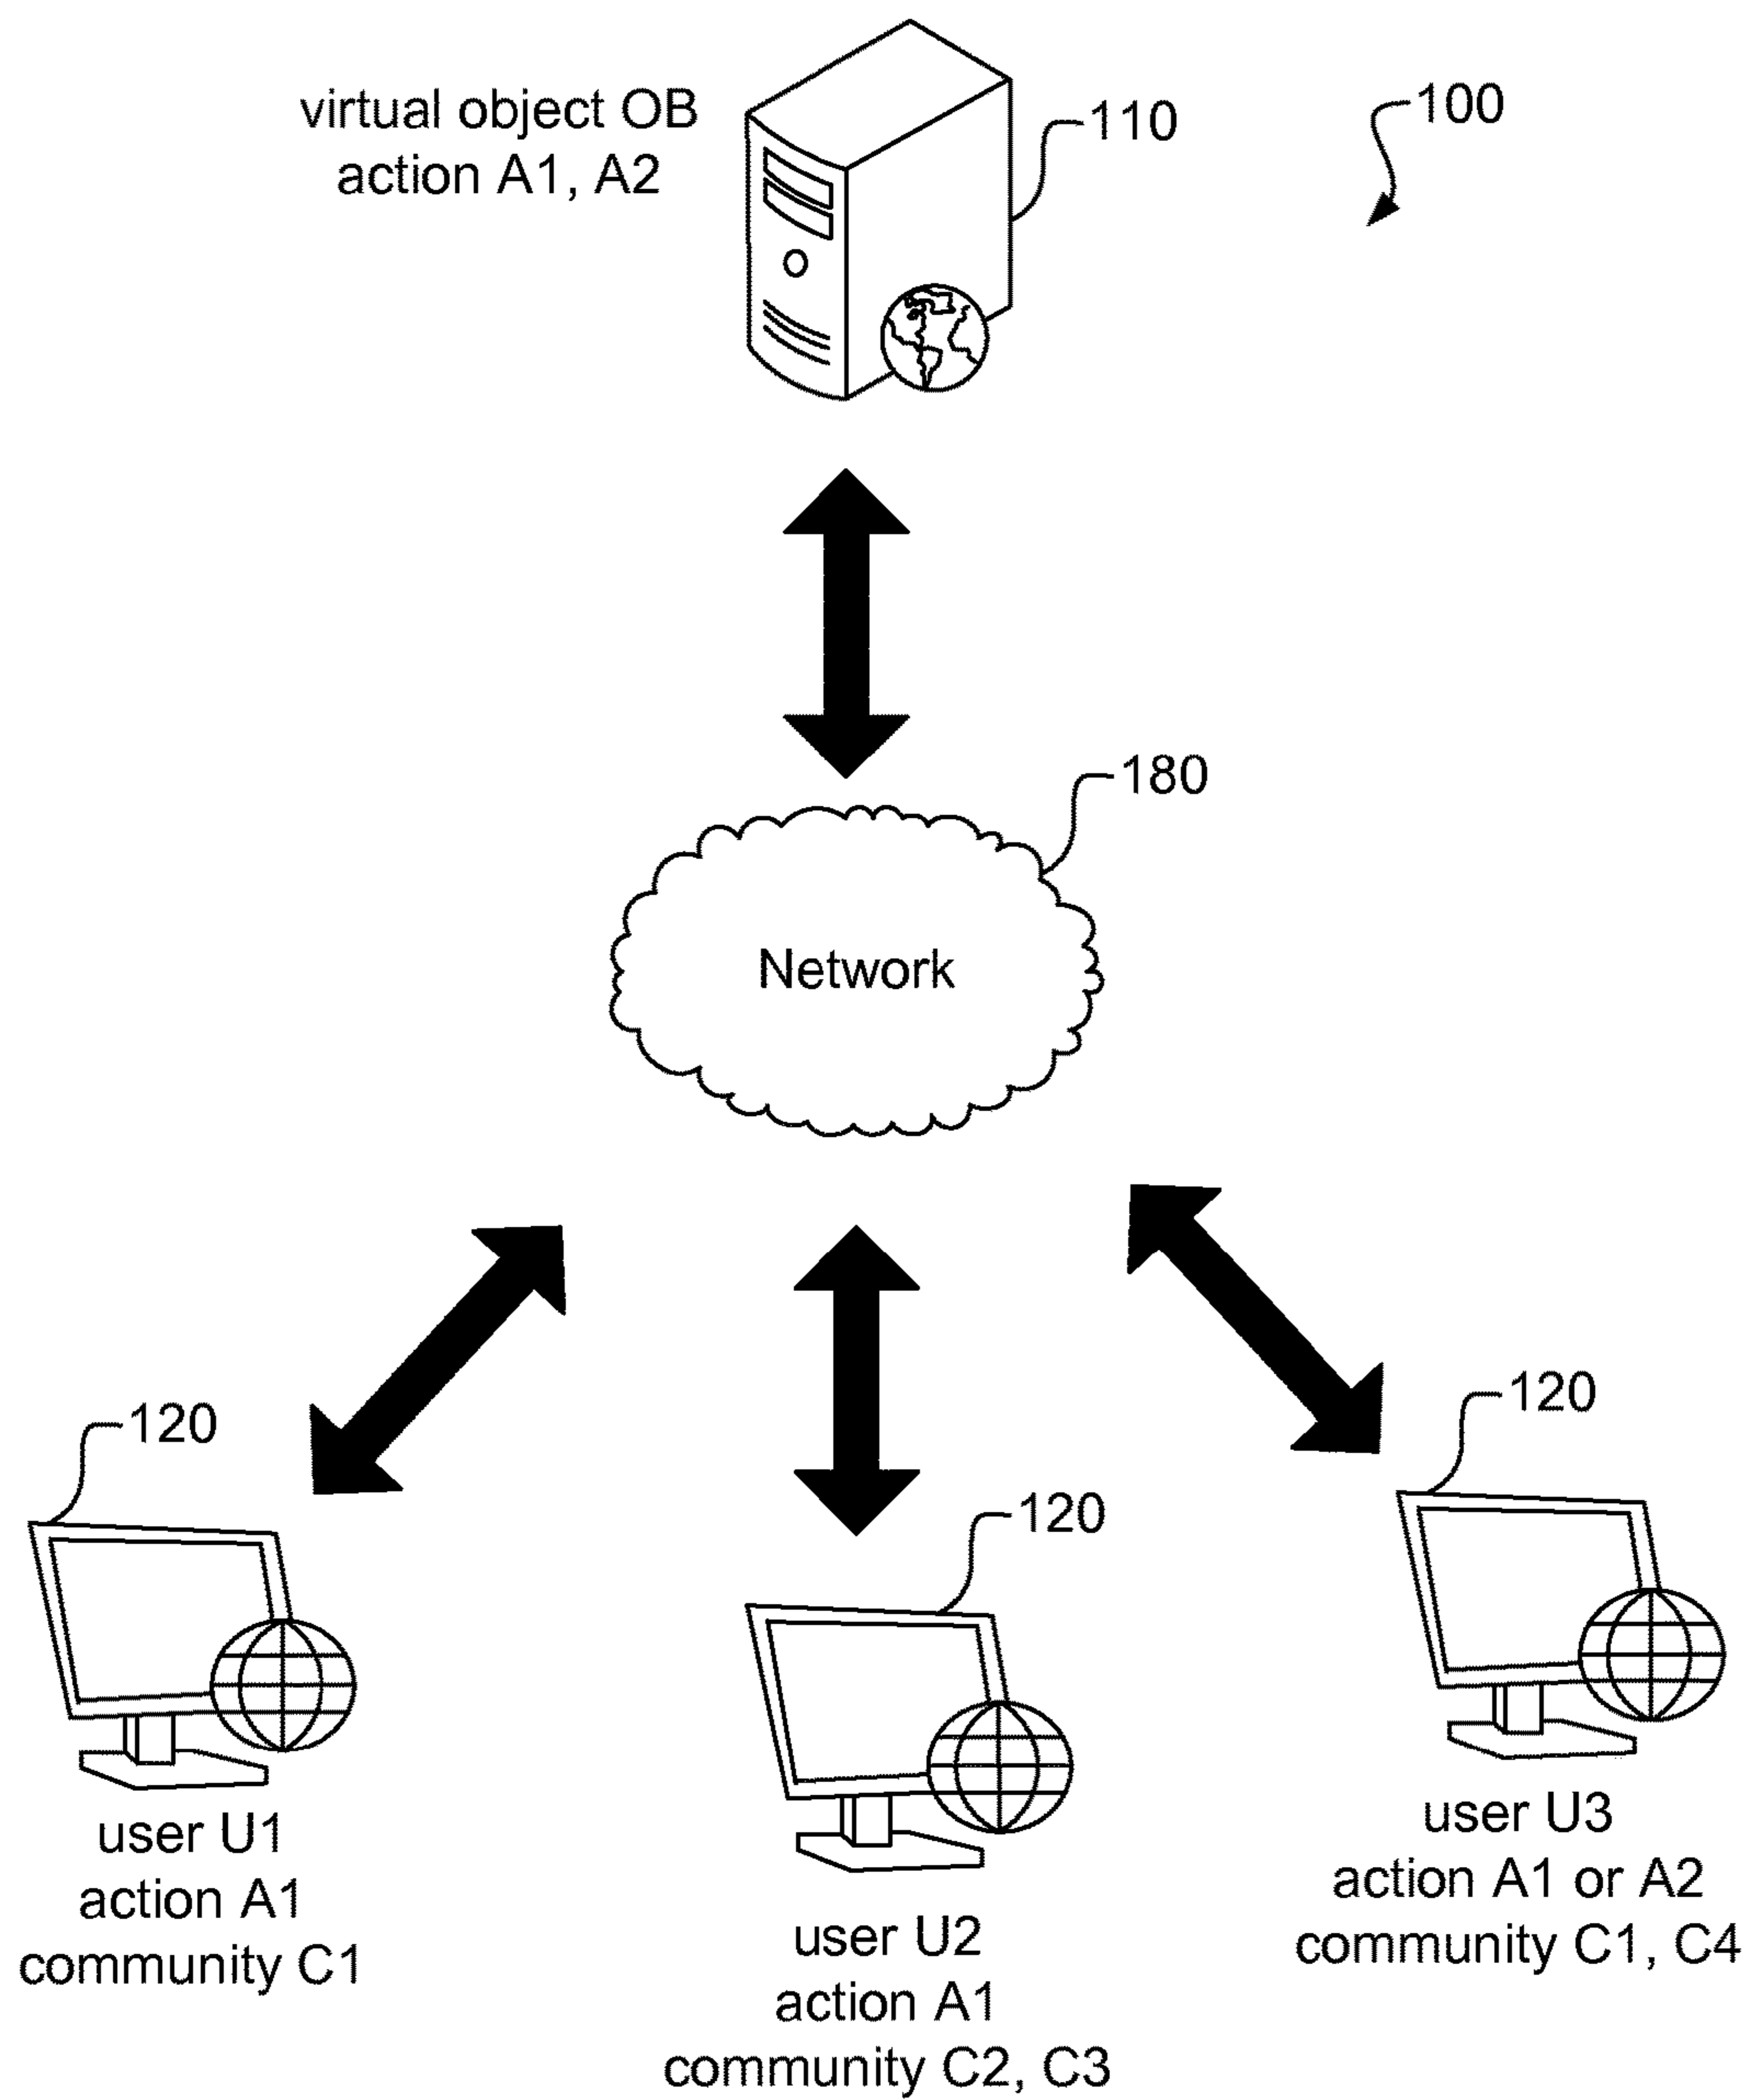 virtual object OB
action A1, A2
110
100
180
Network
120
120
120
user U1
action A1
community C1
user U2
action A1
community C2, C3
user U3
action A1 or A2
community C1, C4